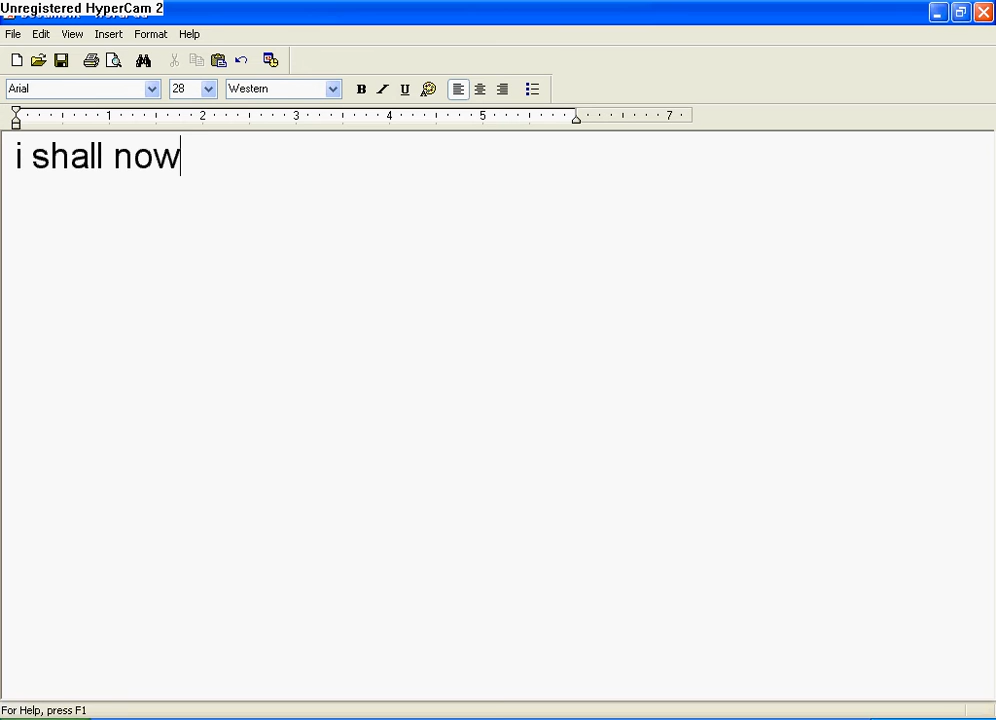 Unregistered HyperCam 2
File Edit View Insert Format Help
Arial 28 Western
B U
1 2 3 4 5 7
i shall now
For Help, press F1